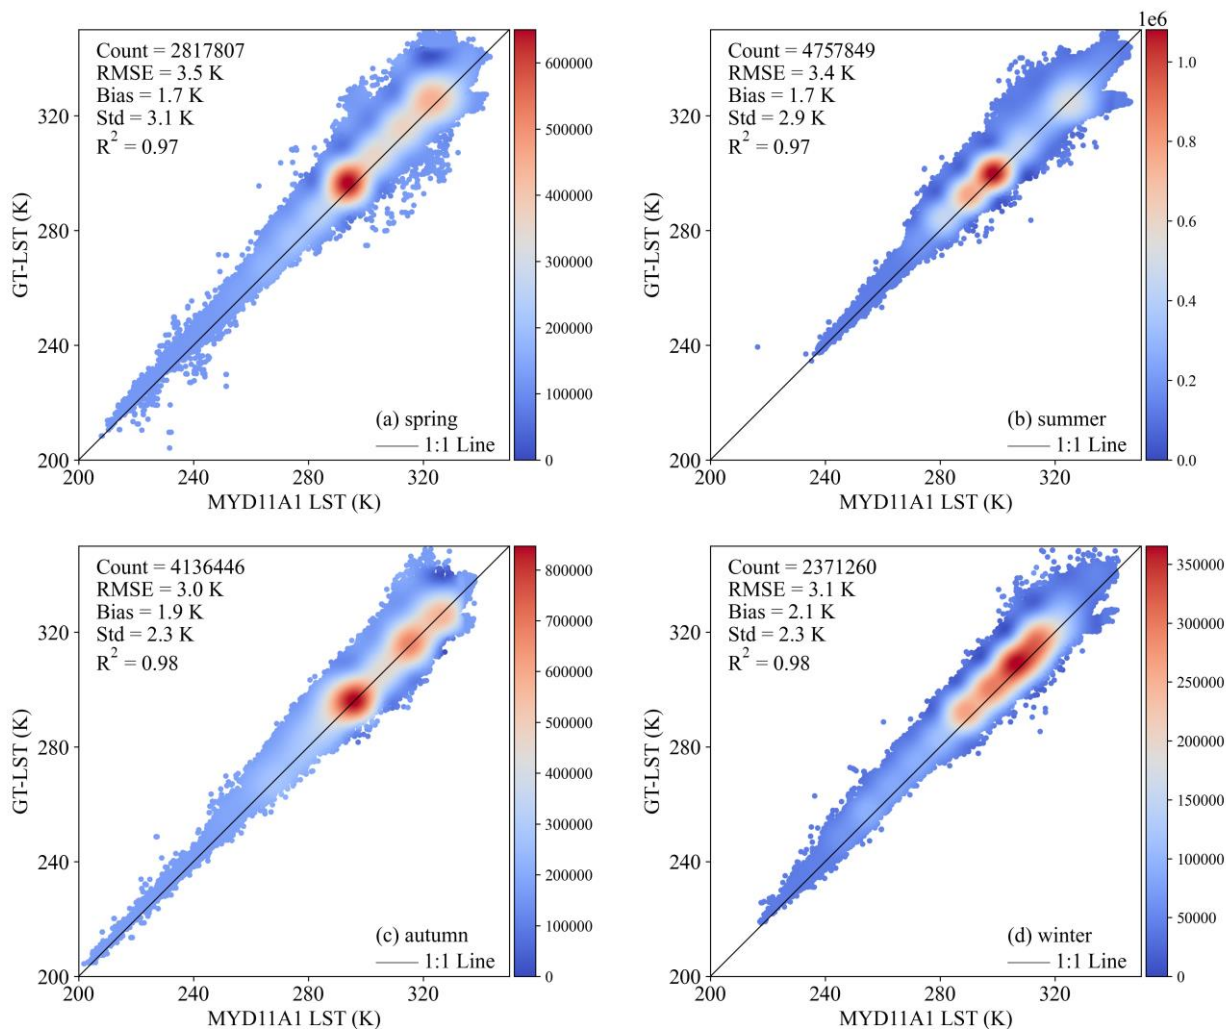 Count = 2817807
RMSE = 3.5 K
Bias = 1.7 K
Std = 3.1 K
R² = 0.97
320
280
240
200
GT-LST (K)
(a) spring
1:1 Line
200 240 280 320
MYD11A1 LST (K)
600000
500000
400000
300000
200000
100000
0
1e6
Count = 4757849
RMSE = 3.4 K
Bias = 1.7 K
Std = 2.9 K
R² = 0.97
320
280
240
200
GT-LST (K)
(b) summer
1:1 Line
200 240 280 320
MYD11A1 LST (K)
1.0
0.8
0.6
0.4
0.2
0.0
Count = 4136446
RMSE = 3.0 K
Bias = 1.9 K
Std = 2.3 K
R² = 0.98
320
280
240
200
GT-LST (K)
(c) autumn
1:1 Line
200 240 280 320
MYD11A1 LST (K)
800000
700000
600000
500000
400000
300000
200000
100000
0
Count = 2371260
RMSE = 3.1 K
Bias = 2.1 K
Std = 2.3 K
R² = 0.98
320
280
240
200
GT-LST (K)
(d) winter
1:1 Line
200 240 280 320
MYD11A1 LST (K)
350000
300000
250000
200000
150000
100000
50000
0